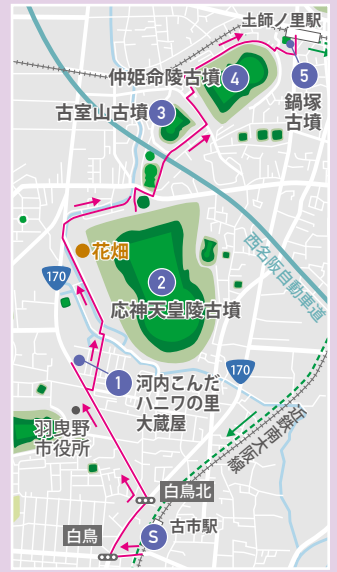 土師ノ里駅
仲姫命陵古墳
4
5
鍋塚
古墳
古室山古墳
3
西名阪自動車道
花畑
170
2
応神天皇陵古墳
170
1
河内こんだ
ハニワの里
大蔵屋
羽曳野
市役所
近鉄南大阪線
白鳥北
古市駅
白鳥
S